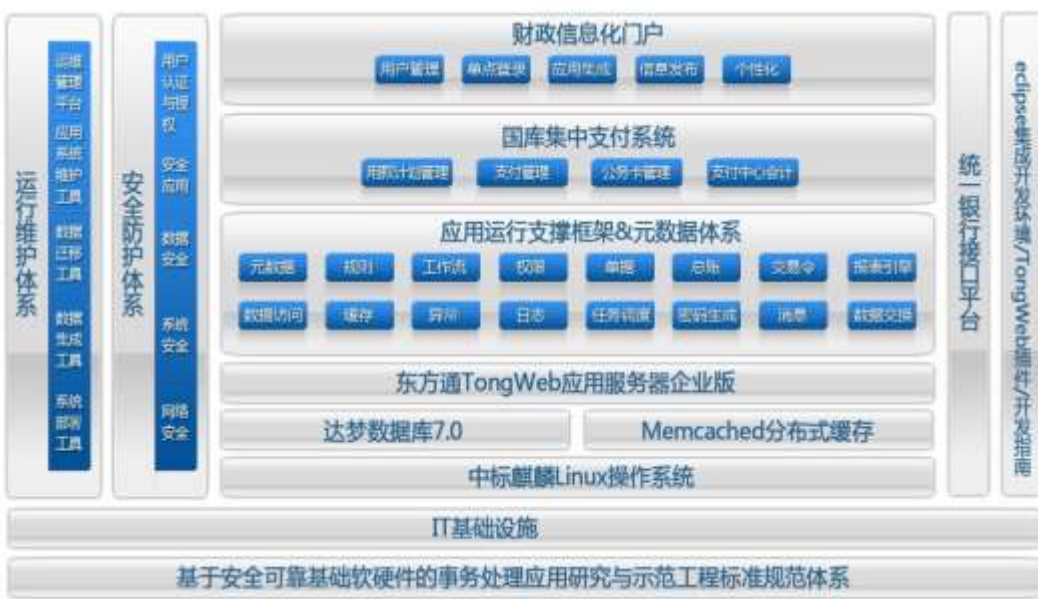 运行维护体系
运维
管理
平台
应用
系统
维护
工具
数据
迁移
工具
数据
集成
工具
系统
部署
工具
安全防护体系
用户
认证
与授
权
安全
应用
数据
安全
系统
安全
网络
安全
财政信息化门户
用户管理 单点登录 应用集成 信息发布 个性化
国库集中支付系统
用款计划管理 支付管理 公务卡管理 支付中心会计
应用运行支撑框架&元数据体系
元数据 规则 工作流 权限 单据 总账 交易令 报表引擎
数据访问 缓存 异常 日志 任务调度 密码生成 消息 数据交换
东方通TongWeb应用服务器企业版
达梦数据库7.0
Memcached分布式缓存
中标麒麟Linux操作系统
统一银行接口平台
eclipse集成开发环境/TongWeb插件/开发指南
IT基础设施
基于安全可靠基础软硬件的事务处理应用研究与示范工程标准规范体系